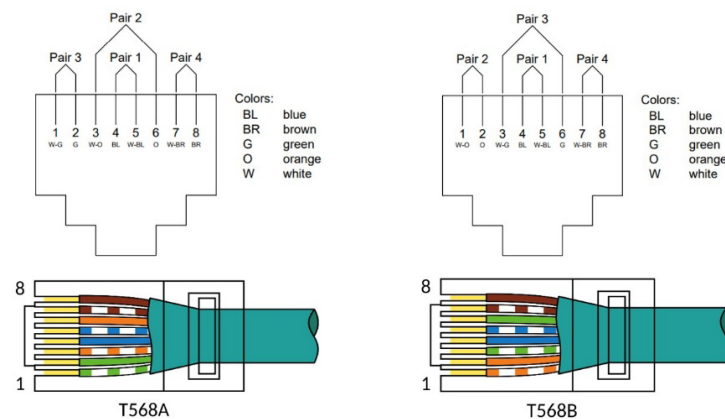 Pair 2
Pair 3 Pair 1 Pair 4
1 2 3 4 5 6 7 8
W-G G W-O BL W-BL O W-BR BR
Colors:
BL blue
BR brown
G green
O orange
W white
8
1
T568A
Pair 3
Pair 2 Pair 1 Pair 4
1 2 3 4 5 6 7 8
W-O O W-G BL W-BL G W-BR BR
Colors:
BL blue
BR brown
G green
O orange
W white
8
1
T568B